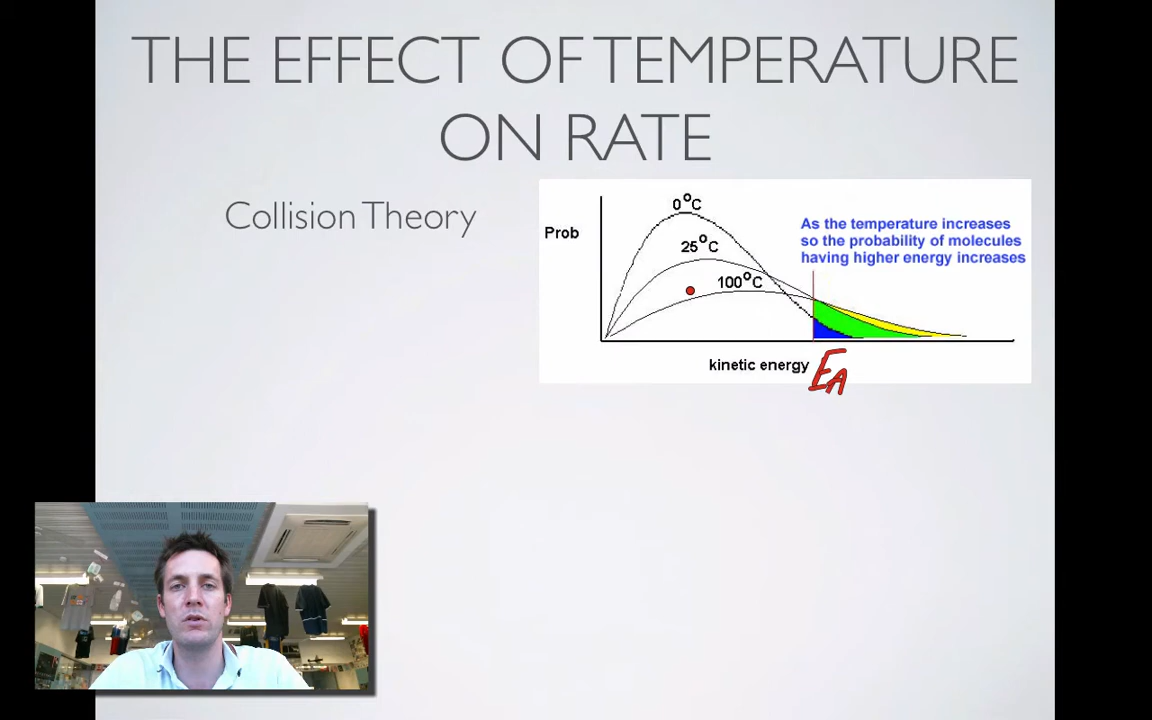 THE EFFECT OF TEMPERATURE
ON RATE
Collision Theory
0°C
Prob
25°C
100°C
As the temperature increases
so the probability of molecules
having higher energy increases
kinetic energy
EA